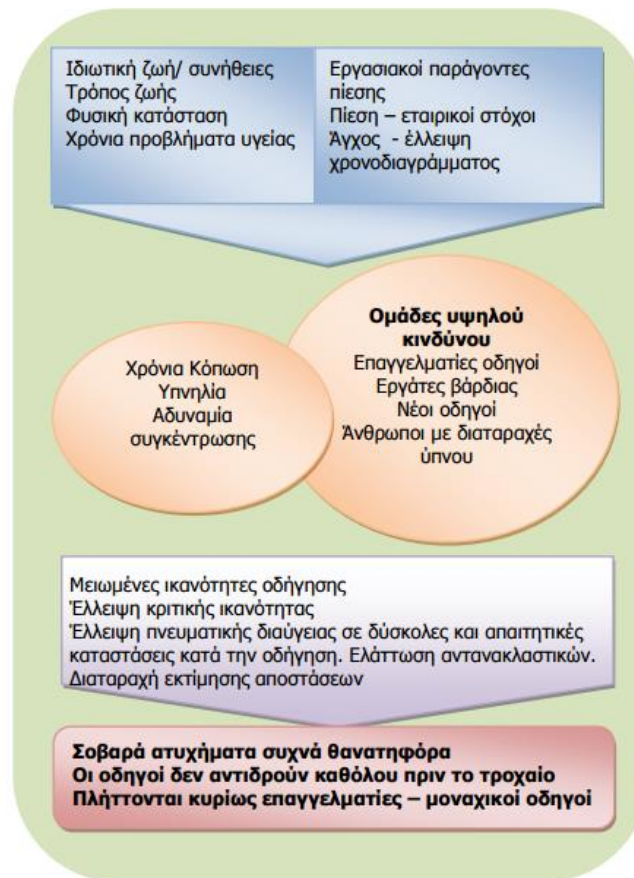 Ιδιωτική ζωή/ συνήθειες
Τρόπος ζωής
Φυσική κατάσταση
Χρόνια προβλήματα υγείας
Εργασιακοί παράγοντες
πίεσης
Πίεση – εταιρικοί στόχοι
Άγχος - έλλειψη
χρονοδιαγράμματος
Χρόνια Κόπωση
Υπνηλία
Αδυναμία
συγκέντρωσης
Ομάδες υψηλού
κινδύνου
Επαγγελματίες οδηγοί
Εργάτες βάρδιας
Νέοι οδηγοί
Άνθρωποι με διαταραχές
ύπνου
Μειωμένες ικανότητες οδήγησης
Έλλειψη κριτικής ικανότητας
Έλλειψη πνευματικής διαύγειας σε δύσκολες και απαιτητικές
καταστάσεις κατά την οδήγηση. Ελάττωση αντανακλαστικών.
Διαταραχή εκτίμησης αποστάσεων
Σοβαρά ατυχήματα συχνά θανατηφόρα
Οι οδηγοί δεν αντιδρούν καθόλου πριν το τροχαίο
Πλήττονται κυρίως επαγγελματίες – μοναχικοί οδηγοί